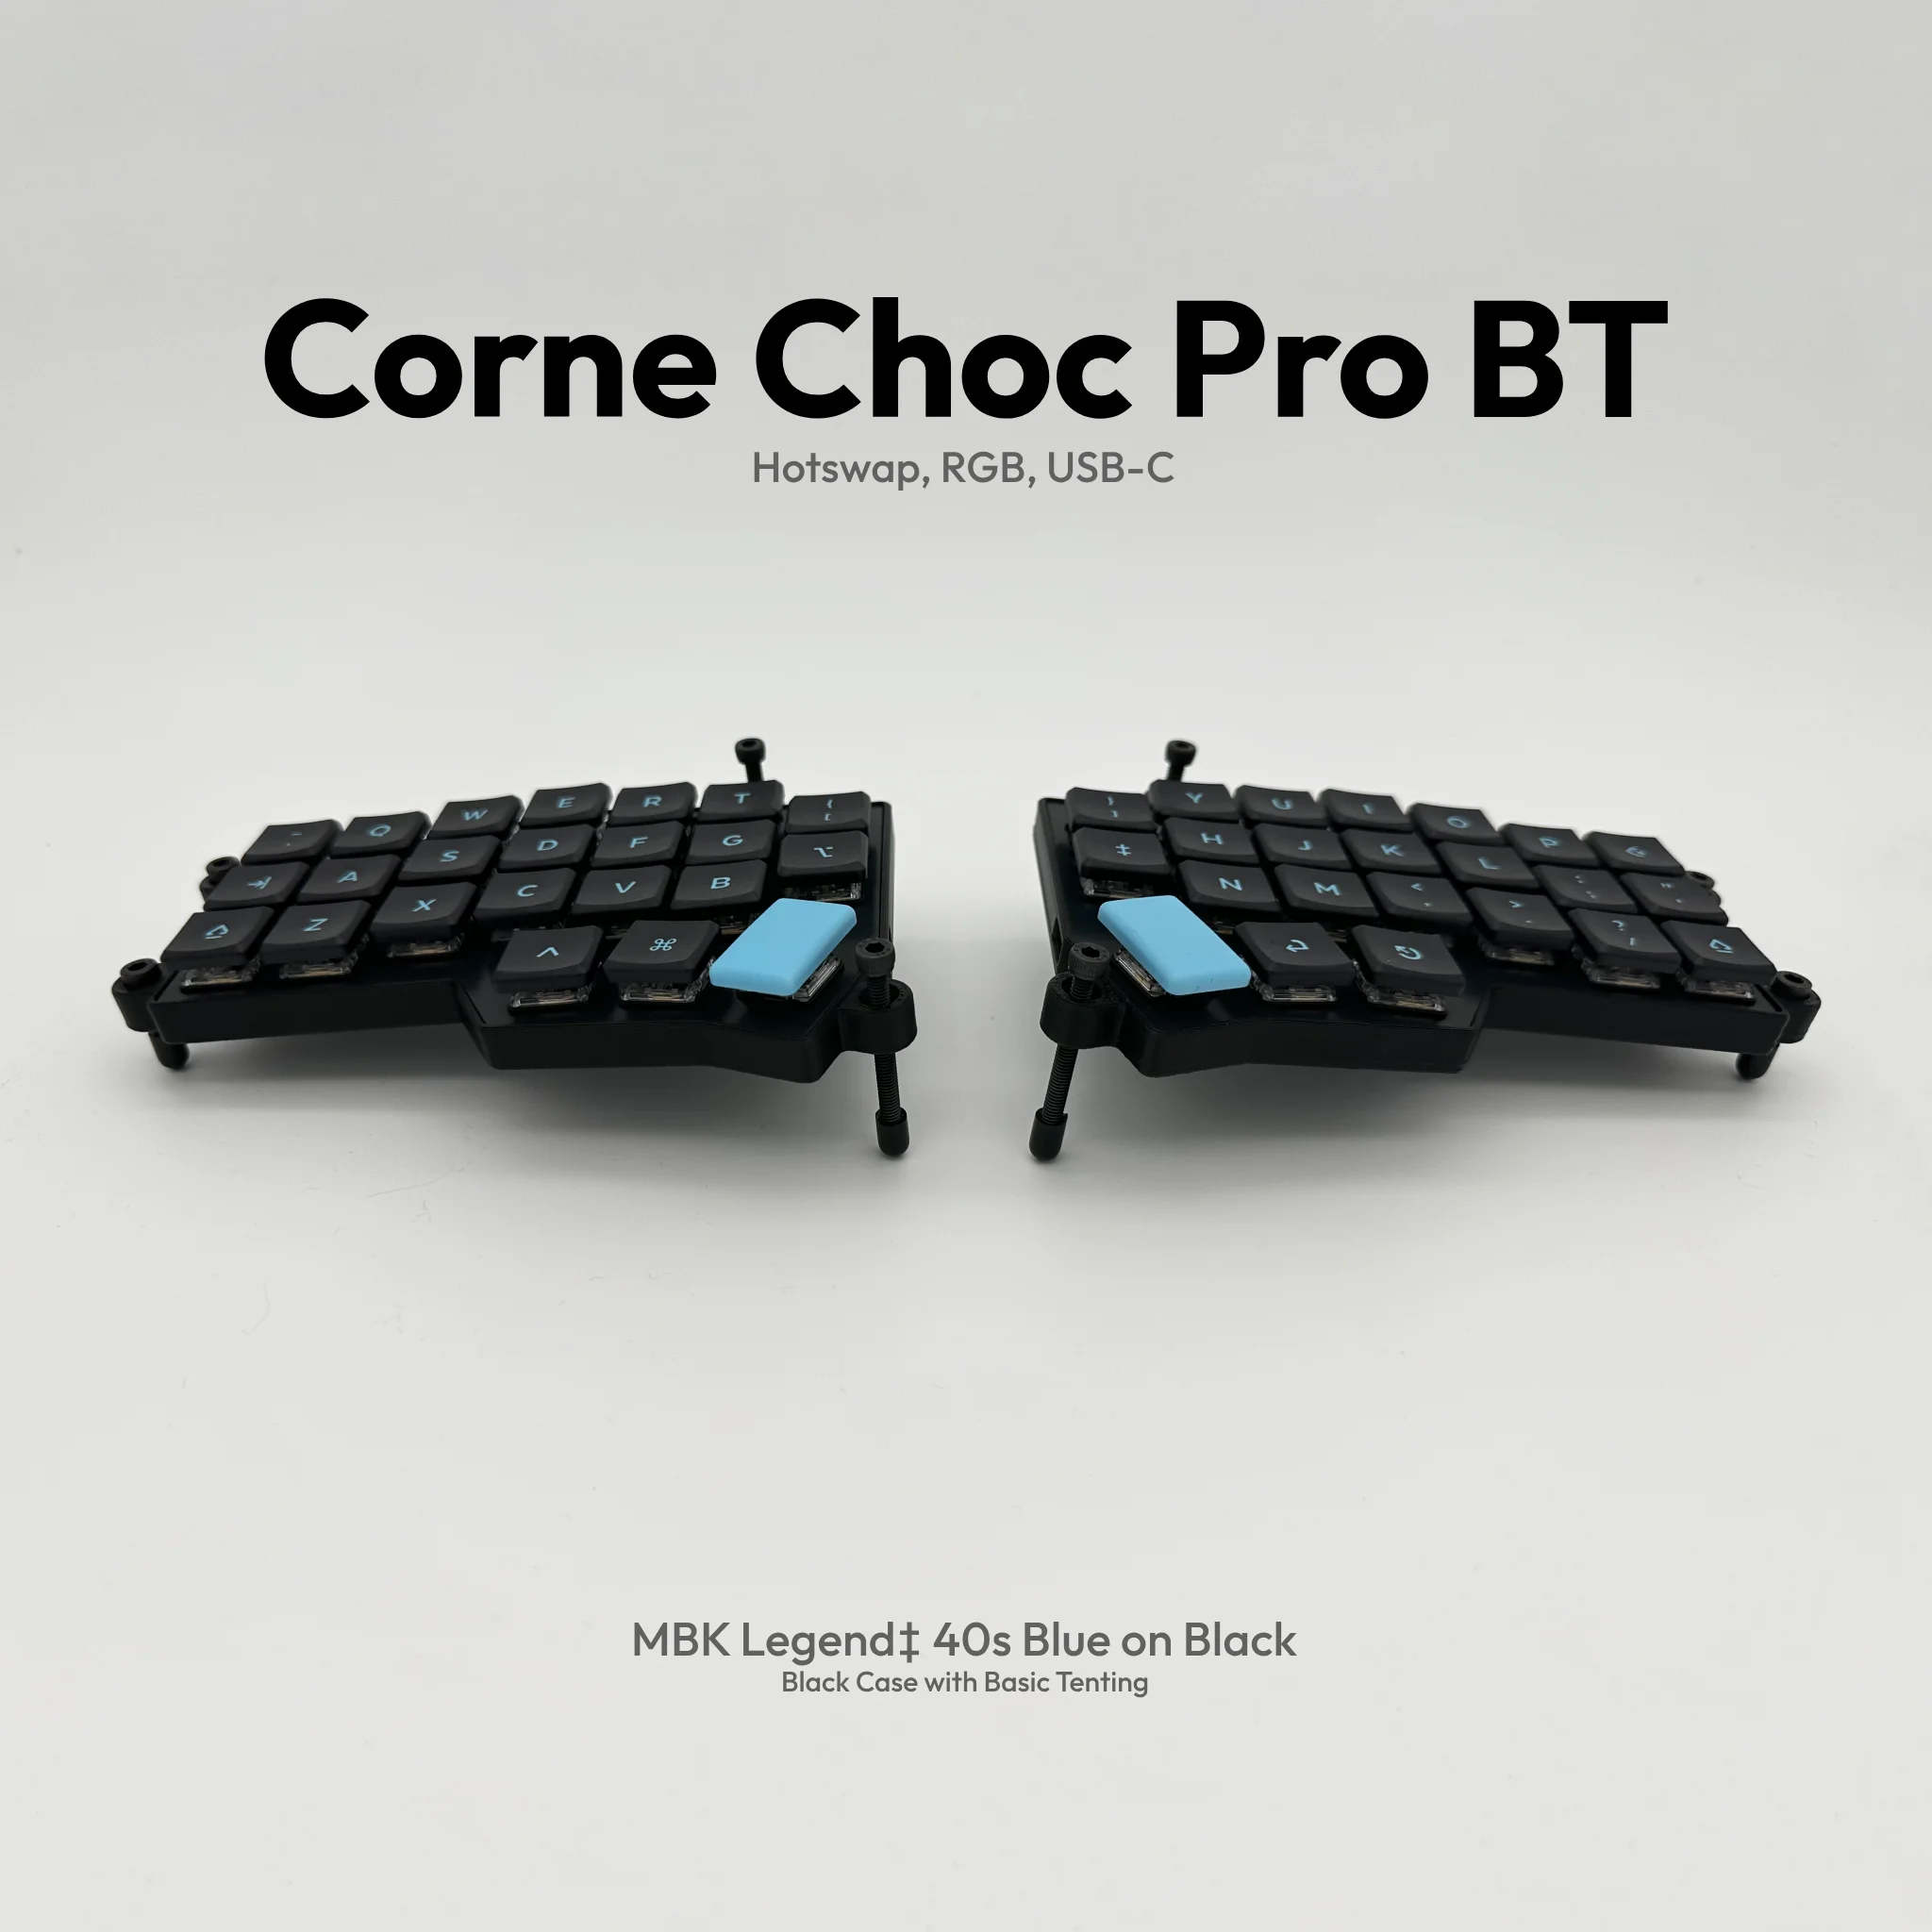 Corne Choc Pro BT
Hotswap, RGB, USB-C
Q W E R T { [
A S D F G ⌥
Z X C V B
^ ⌘
} ] Y U I O P
‡ H J K L : ; " '
N M < , > . ? /
MBK Legend‡ 40s Blue on Black
Black Case with Basic Tenting